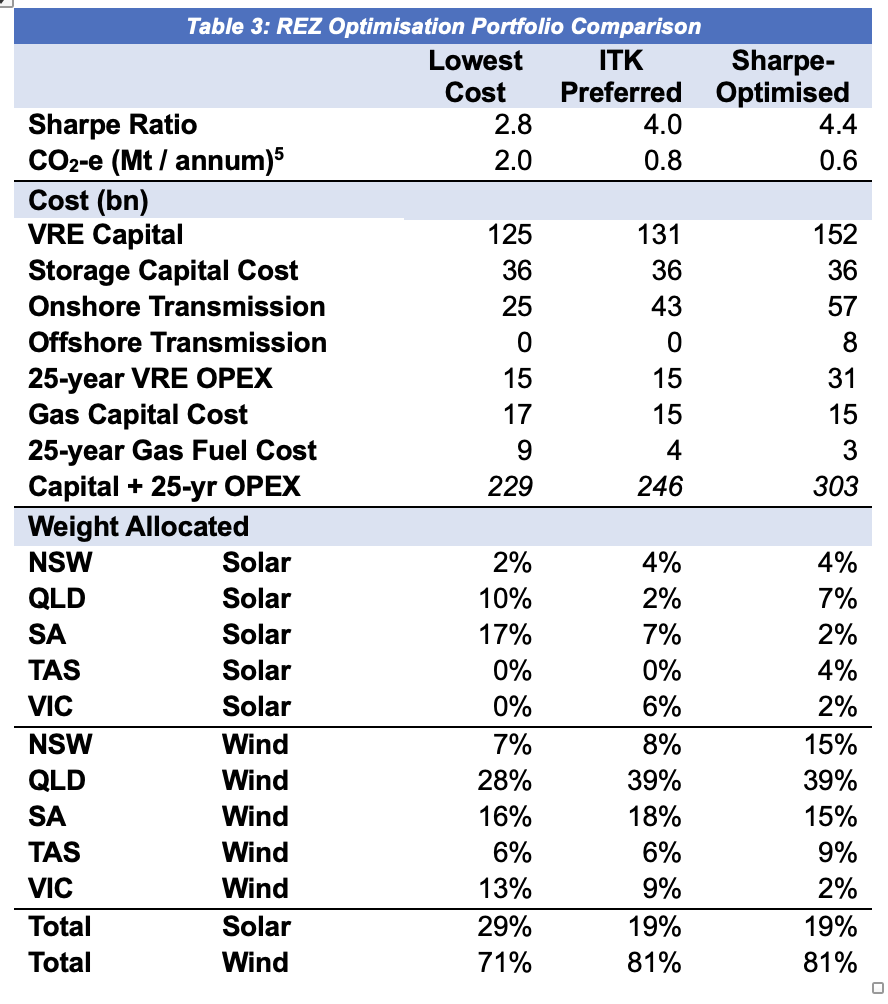 Table 3: REZ Optimisation Portfolio Comparison
Lowest Cost ITK Preferred Sharpe-Optimised
Sharpe Ratio 2.8 4.0 4.4
CO₂-e (Mt / annum)⁵ 2.0 0.8 0.6
Cost (bn)
VRE Capital 125 131 152
Storage Capital Cost 36 36 36
Onshore Transmission 25 43 57
Offshore Transmission 0 0 8
25-year VRE OPEX 15 15 31
Gas Capital Cost 17 15 15
25-year Gas Fuel Cost 9 4 3
Capital + 25-yr OPEX 229 246 303
Weight Allocated
NSW Solar 2% 4% 4%
QLD Solar 10% 2% 7%
SA Solar 17% 7% 2%
TAS Solar 0% 0% 4%
VIC Solar 0% 6% 2%
NSW Wind 7% 8% 15%
QLD Wind 28% 39% 39%
SA Wind 16% 18% 15%
TAS Wind 6% 6% 9%
VIC Wind 13% 9% 2%
Total Solar 29% 19% 19%
Total Wind 71% 81% 81%